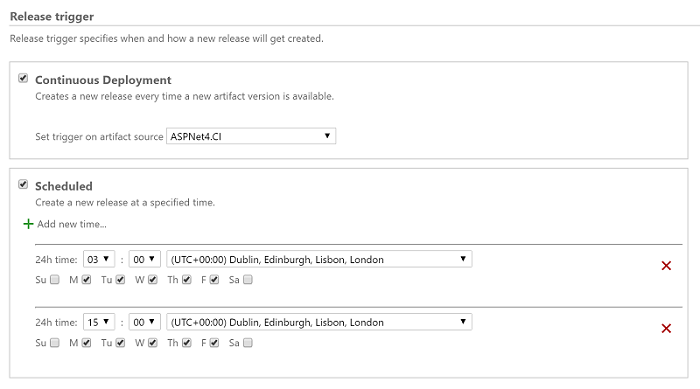 Release trigger
Release trigger specifies when and how a new release will get created.
Continuous Deployment
Creates a new release every time a new artifact version is available.
Set trigger on artifact source ASPNet4.CI
Scheduled
Create a new release at a specified time.
Add new time...
24h time: 03 : 00 (UTC+00:00) Dublin, Edinburgh, Lisbon, London
Su M Tu W Th F Sa
24h time: 15 : 00 (UTC+00:00) Dublin, Edinburgh, Lisbon, London
Su M Tu W Th F Sa